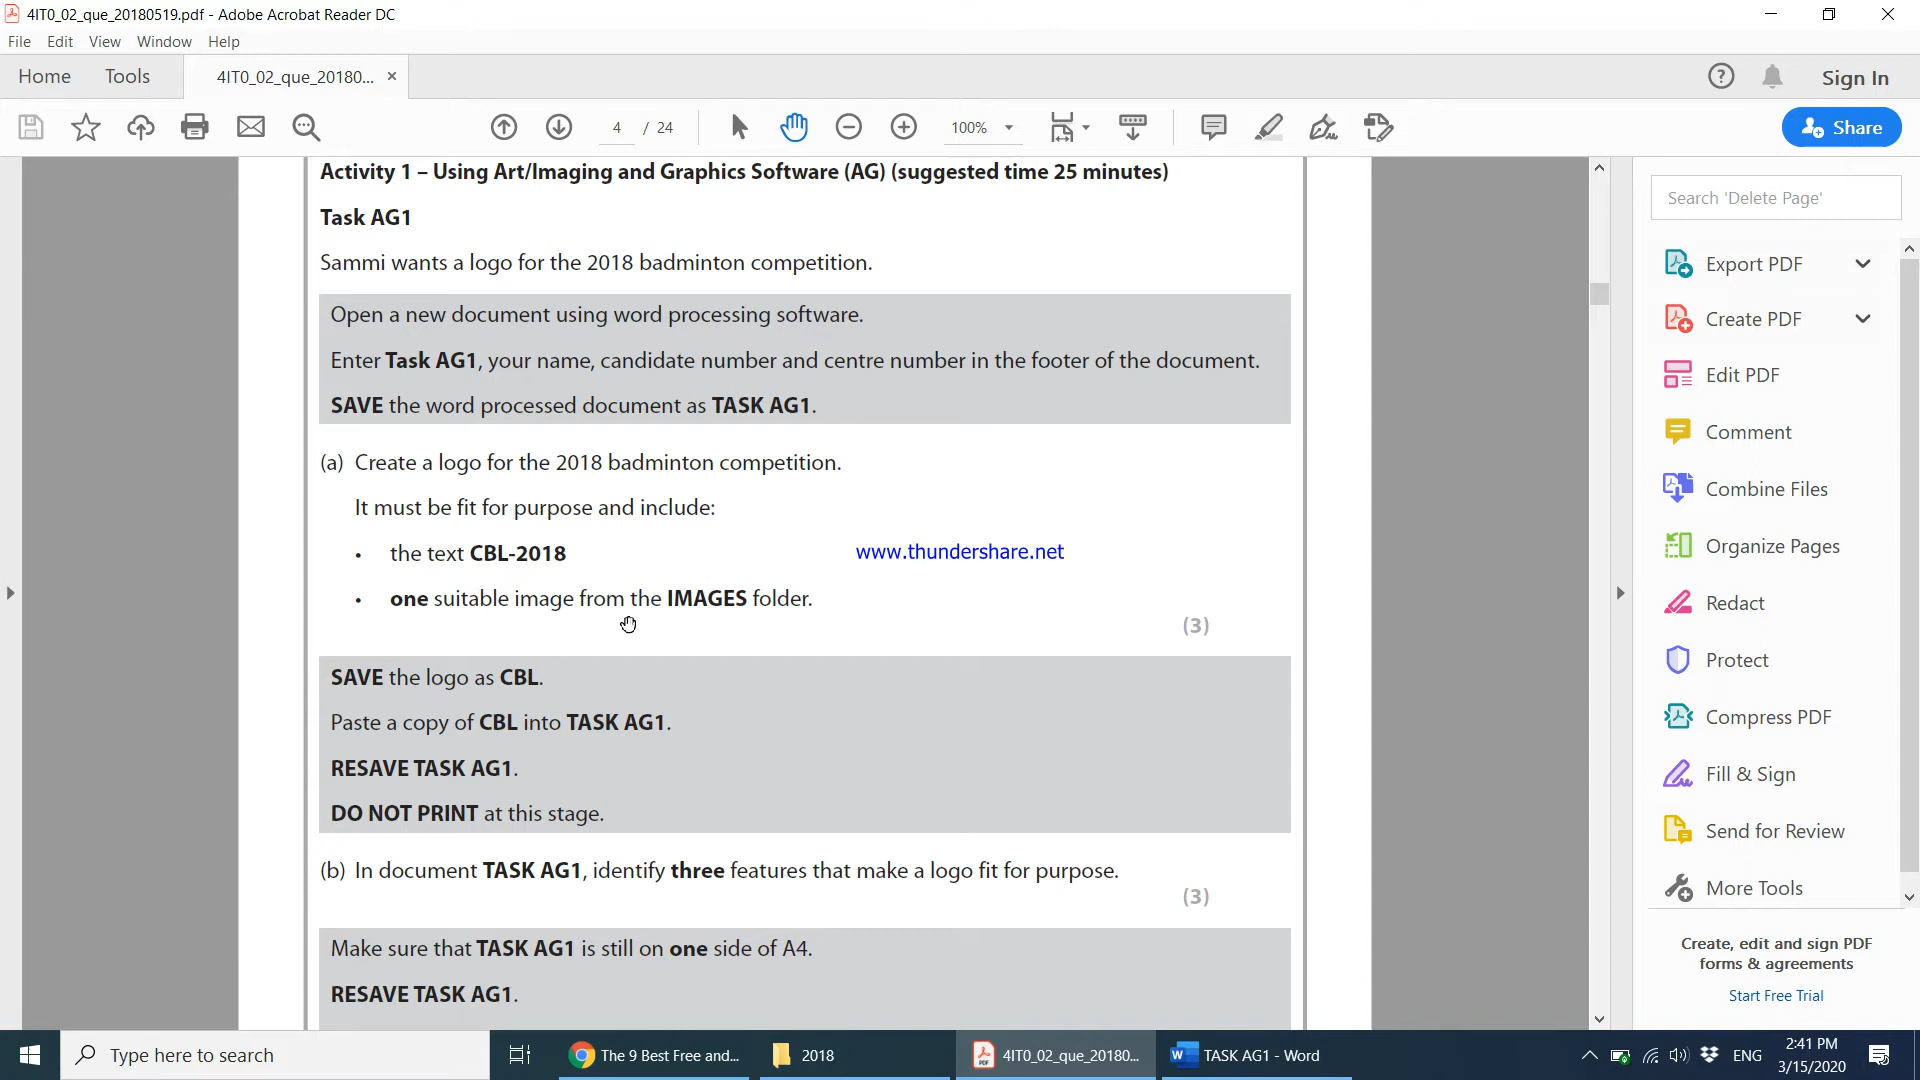 4IT0_02_que_20180519.pdf - Adobe Acrobat Reader DC
File Edit View Window Help
Home Tools 4IT0_02_que_20180... × Sign In
4 / 24 100% Share
Activity 1 – Using Art/Imaging and Graphics Software (AG) (suggested time 25 minutes)
Task AG1
Sammi wants a logo for the 2018 badminton competition.
Open a new document using word processing software.
Enter Task AG1, your name, candidate number and centre number in the footer of the document.
SAVE the word processed document as TASK AG1.
(a) Create a logo for the 2018 badminton competition.
It must be fit for purpose and include:
• the text CBL-2018
www.thundershare.net
• one suitable image from the IMAGES folder.
(3)
SAVE the logo as CBL.
Paste a copy of CBL into TASK AG1.
RESAVE TASK AG1.
DO NOT PRINT at this stage.
(b) In document TASK AG1, identify three features that make a logo fit for purpose.
(3)
Make sure that TASK AG1 is still on one side of A4.
RESAVE TASK AG1.
Search 'Delete Page'
Export PDF
Create PDF
Edit PDF
Comment
Combine Files
Organize Pages
Redact
Protect
Compress PDF
Fill & Sign
Send for Review
More Tools
Create, edit and sign PDF
forms & agreements
Start Free Trial
Type here to search
The 9 Best Free and...
2018
4IT0_02_que_20180...
TASK AG1 - Word
ENG
2:41 PM
3/15/2020